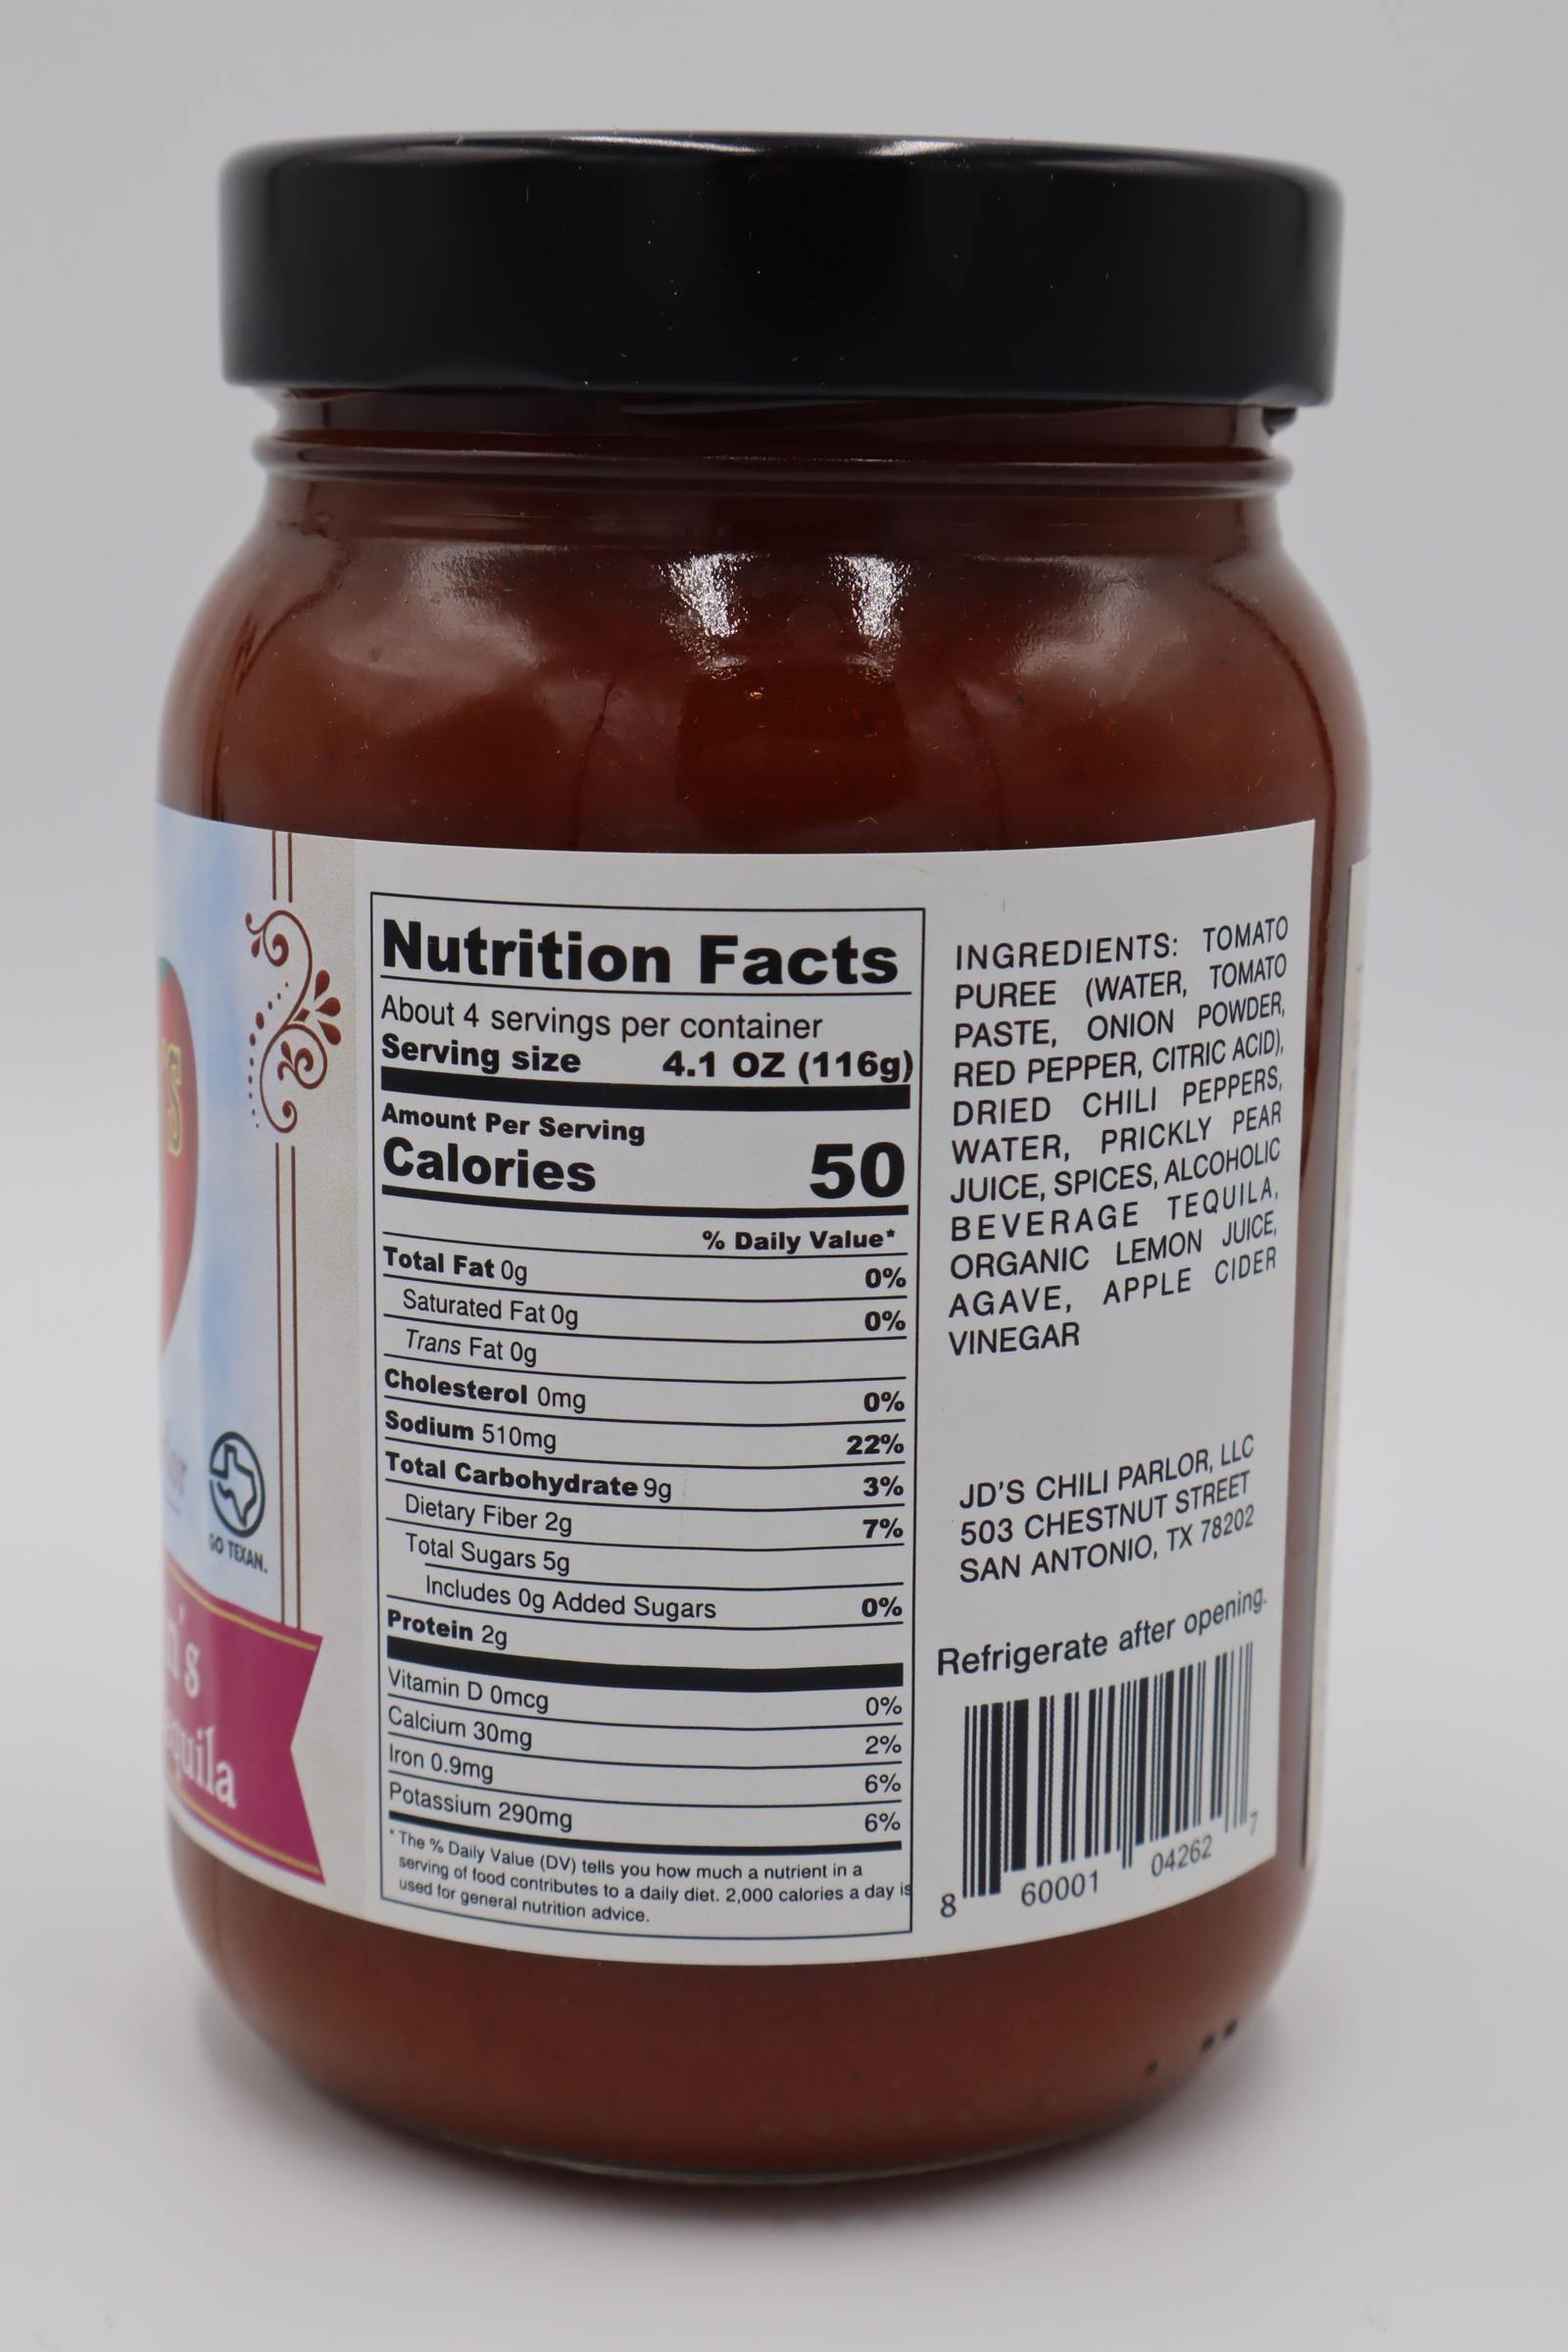 S
or
GO TEXAN.
n's
quila
Nutrition Facts
About 4 servings per container
Serving size 4.1 OZ (116g)
Amount Per Serving
Calories 50
% Daily Value*
Total Fat 0g 0%
Saturated Fat 0g 0%
Trans Fat 0g
Cholesterol 0mg 0%
Sodium 510mg 22%
Total Carbohydrate 9g 3%
Dietary Fiber 2g 7%
Total Sugars 5g
Includes 0g Added Sugars 0%
Protein 2g
Vitamin D 0mcg 0%
Calcium 30mg 2%
Iron 0.9mg 6%
Potassium 290mg 6%
* The % Daily Value (DV) tells you how much a nutrient in a
serving of food contributes to a daily diet. 2,000 calories a day is
used for general nutrition advice.
INGREDIENTS: TOMATO
PUREE (WATER, TOMATO
PASTE, ONION POWDER,
RED PEPPER, CITRIC ACID),
DRIED CHILI PEPPERS,
WATER, PRICKLY PEAR
JUICE, SPICES, ALCOHOLIC
BEVERAGE TEQUILA,
ORGANIC LEMON JUICE,
AGAVE, APPLE CIDER
VINEGAR
JD'S CHILI PARLOR, LLC
503 CHESTNUT STREET
SAN ANTONIO, TX 78202
Refrigerate after opening.
8 60001 04262 7